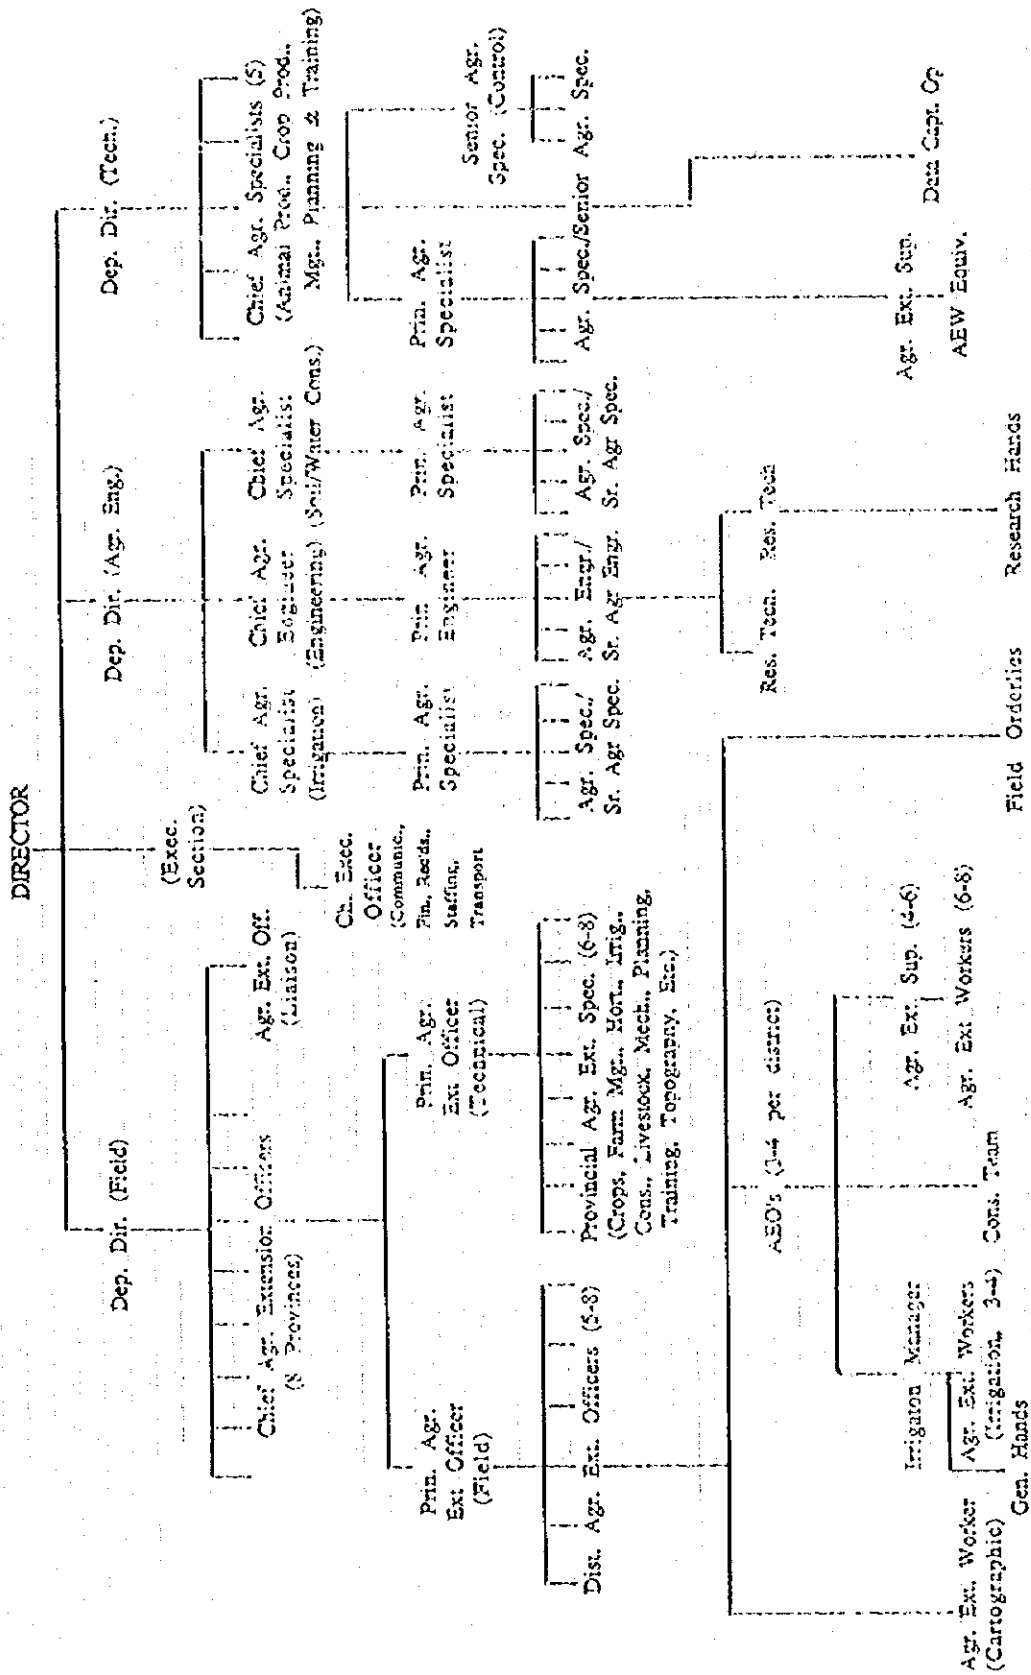 DIRECTOR
Dep. Dir. (Field)
(Exec.
Section)
Dep. Dir. (Agr. Eng.)
Dep. Dir. (Tech.)
Chief Agr. Extension Officers
(8 Provinces)
Agr. Ext. Off.
(Liaison)
Ch. Exec.
Officer
(Communic.,
Fin., Rec'ds.,
Staffing,
Transport
Chief Agr.
Specialist
(Irrigation)
Chief Agr.
Engineer
(Engineering)
Chief Agr.
Specialist
(Soil/Water Cons.)
Chief Agr. Specialists (5)
(Animal Prod., Crop Prod.,
Mgt., Planning & Training)
Prin. Agr.
Ext Officer
(Field)
Prin. Agr.
Ext Officer
(Technical)
Prin. Agr.
Specialist
Prin Agr.
Engineer
Prin. Agr.
Specialist
Prin. Agr.
Specialist
Senior Agr.
Spec. (Control)
Dist. Agr. Ext. Officers (5-8)
Provincial Agr. Ext. Spec. (6-8)
(Crops, Farm Mgt., Hort., Irrig.,
Cons., Livestock, Mech., Planning,
Training, Topography, Etc.)
Agr. Spec./
Sr. Agr Spec.
Agr. Engr./
Sr. Agr Engr.
Agr. Spec./
Sr. Agr Spec.
Agr. Spec./Senior Agr. Spec.
AEO's (3-4 per district)
Res. Tech.
Res. Tech
Irrigaton Manager
Agr. Ext. Sup. (4-6)
Agr. Ext. Sup.
Data Capt. Op
Agr. Ext. Worker
(Cartographic)
Agr. Ext. Workers
(Irrigation, 3-4)
Cons. Team
Agr. Ext Workers (6-8)
AEW Equiv.
Gen. Hands
Field Orderlies
Research Hands